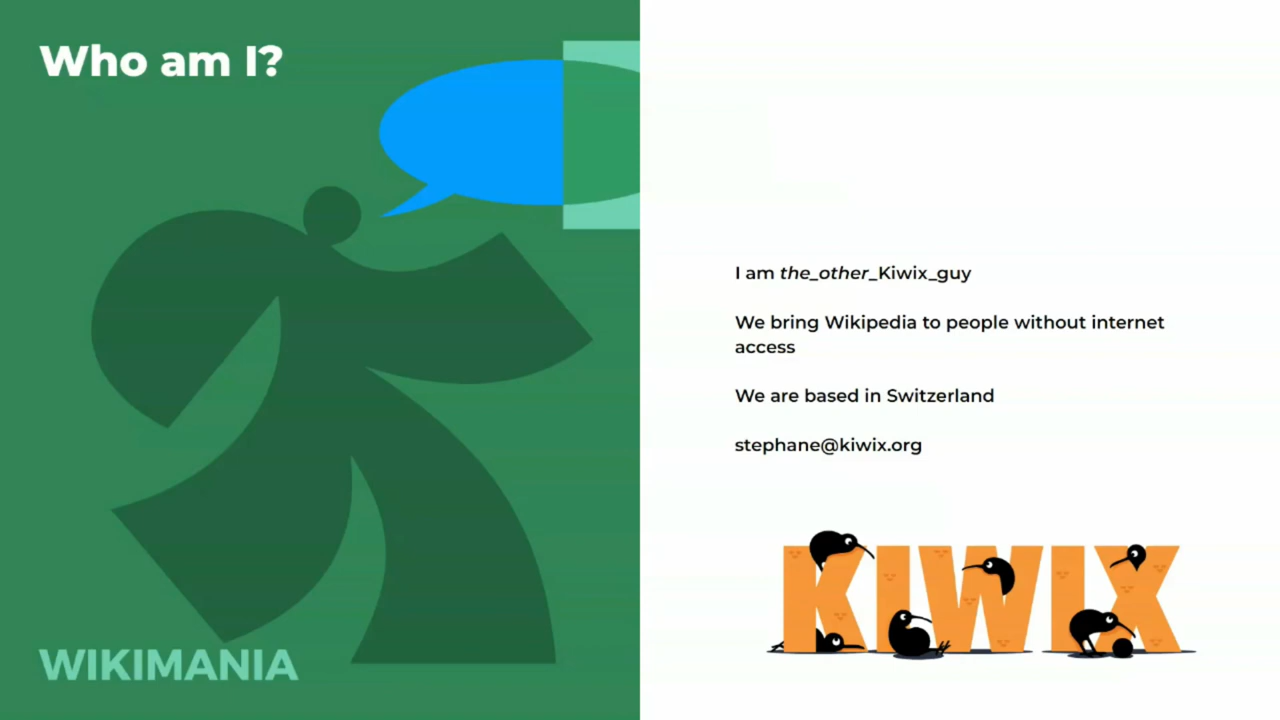 Who am I?
I am the_other_Kiwix_guy
We bring Wikipedia to people without internet
access
We are based in Switzerland
stephane@kiwix.org
KIWIX
WIKIMANIA